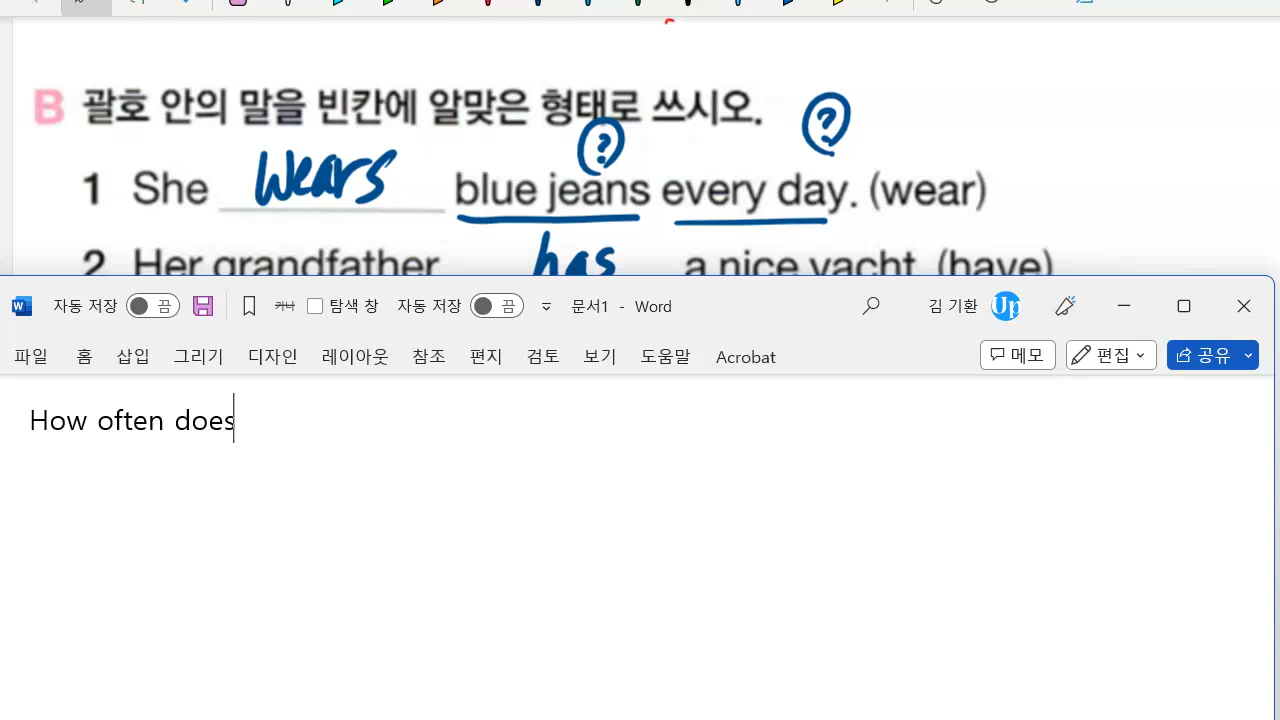 B 괄호 안의 말을 빈칸에 알맞은 형태로 쓰시오.
? ?
1 She wears blue jeans every day. (wear)
2 Her grandfather has a nice yacht. (have)
자동 저장 끔 가나 탐색 창 자동 저장 끔 문서1 - Word 김 기환 Up
파일 홈 삽입 그리기 디자인 레이아웃 참조 편지 검토 보기 도움말 Acrobat 메모 편집 공유
How often does